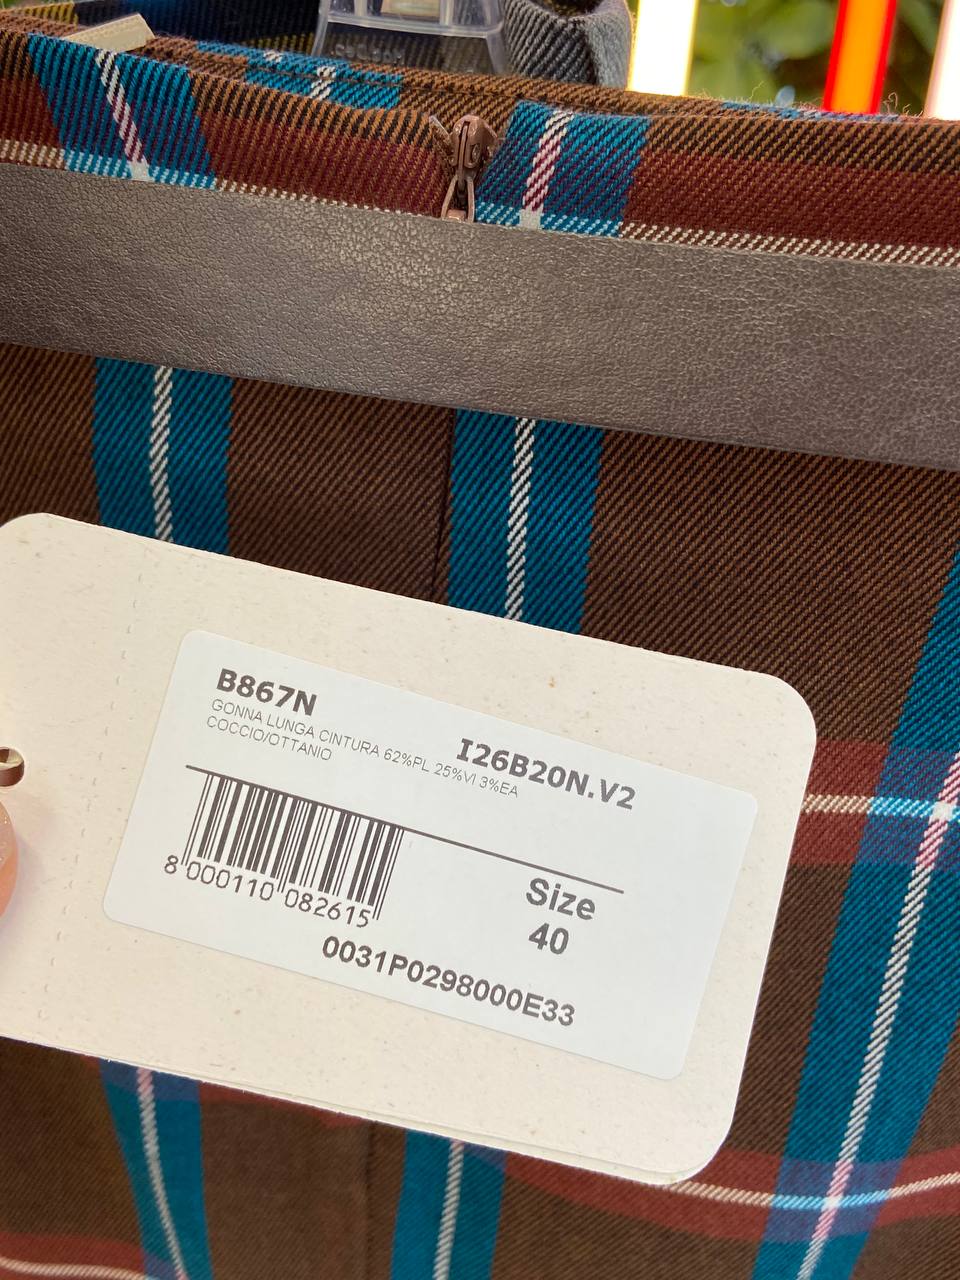 B867N
GONNA LUNGA CINTURA 62%PL 25%VI 3%EA
COCCIO/OTTANIO
I26B20N.V2
8 000110 082615
Size
40
0031P0298000E33